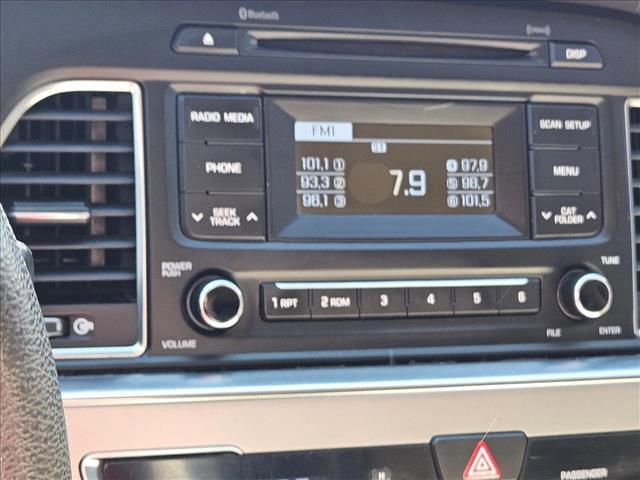 Bluetooth
DISP
RADIO MEDIA
PHONE
SEEK
TRACK
FM1
101,1 1
93,3 2
98,1 3
7.9
4 97,9
5 98,7
6 101,5
SCAN SETUP
MENU
CAT
FOLDER
POWER
PUSH
VOLUME
1 RPT
2 RDM
3
4
5
6
TUNE
FILE
ENTER
PASSENGER